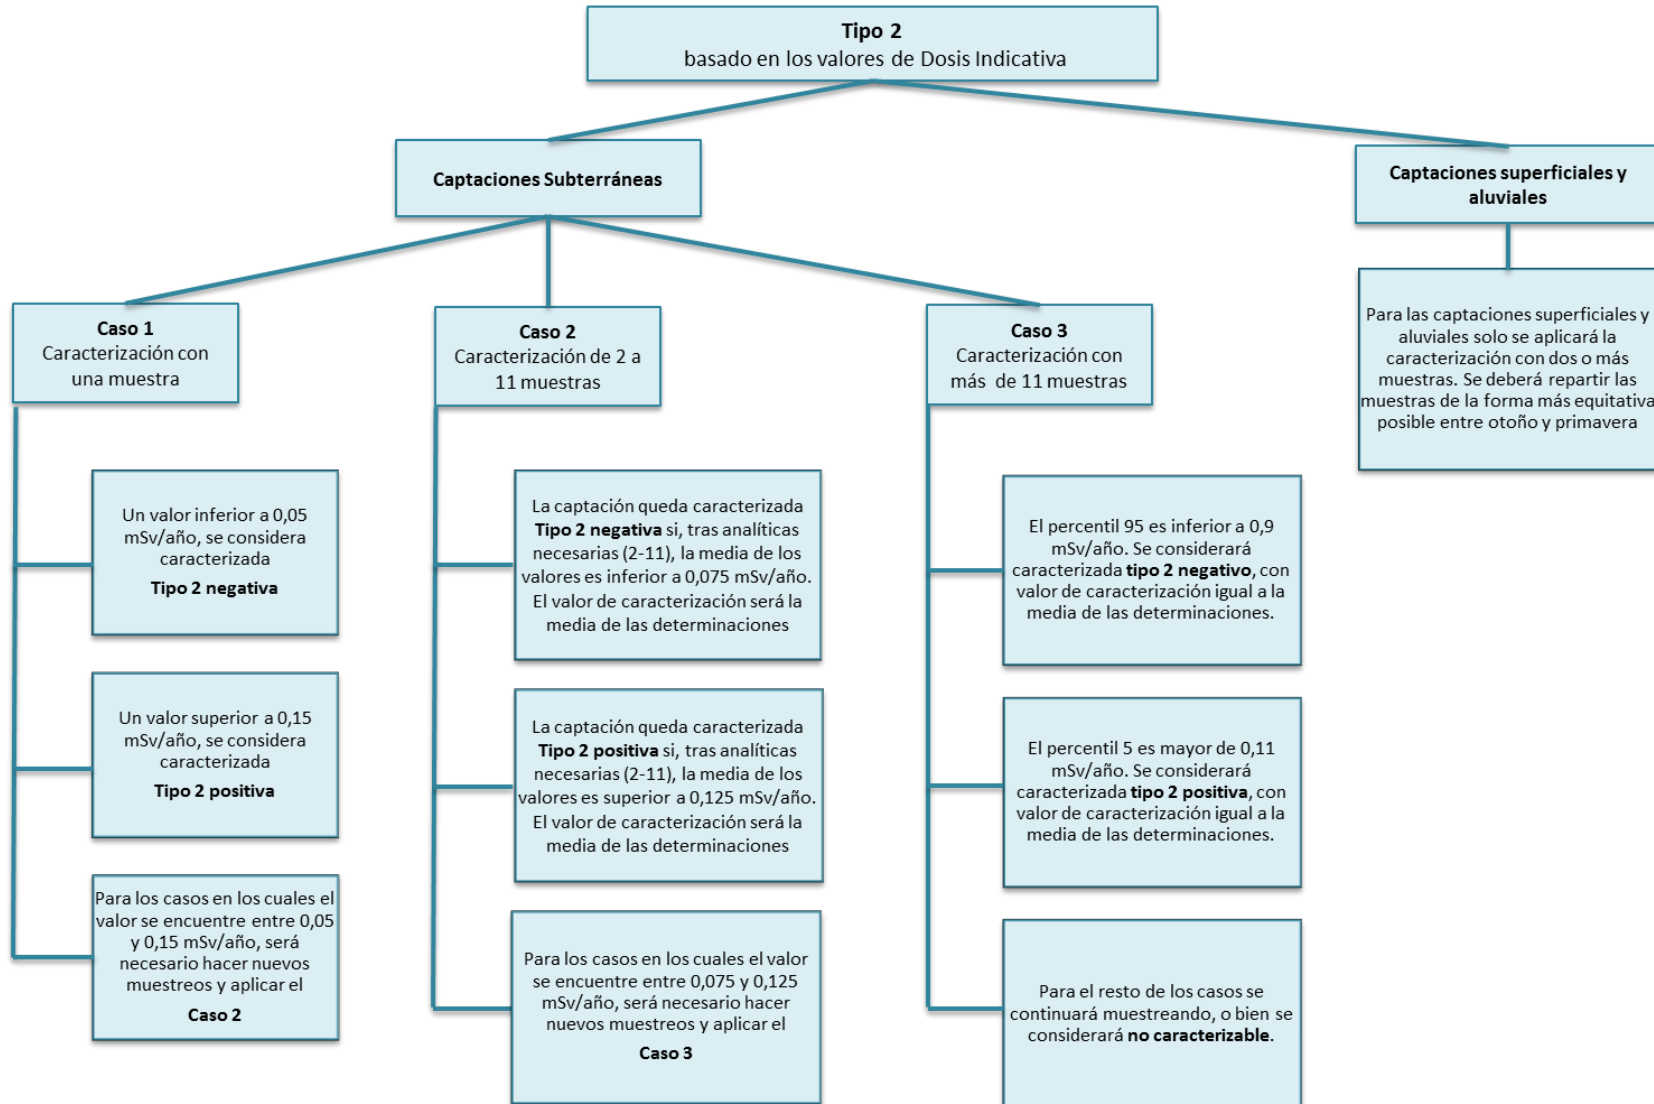 Tipo 2
basado en los valores de Dosis Indicativa
Captaciones Subterráneas
Captaciones superficiales y
aluviales
Caso 1
Caracterización con
una muestra
Caso 2
Caracterización de 2 a
11 muestras
Caso 3
Caracterización con
más de 11 muestras
Para las captaciones superficiales y
aluviales solo se aplicará la
caracterización con dos o más
muestras. Se deberá repartir las
muestras de la forma más equitativa
posible entre otoño y primavera
Un valor inferior a 0,05
mSv/año, se considera
caracterizada
Tipo 2 negativa
La captación queda caracterizada
Tipo 2 negativa si, tras analíticas
necesarias (2-11), la media de los
valores es inferior a 0,075 mSv/año.
El valor de caracterización será la
media de las determinaciones
El percentil 95 es inferior a 0,9
mSv/año. Se considerará
caracterizada tipo 2 negativo, con
valor de caracterización igual a la
media de las determinaciones.
Un valor superior a 0,15
mSv/año, se considera
caracterizada
Tipo 2 positiva
La captación queda caracterizada
Tipo 2 positiva si, tras analíticas
necesarias (2-11), la media de los
valores es superior a 0,125 mSv/año.
El valor de caracterización será la
media de las determinaciones
El percentil 5 es mayor de 0,11
mSv/año. Se considerará
caracterizada tipo 2 positiva, con
valor de caracterización igual a la
media de las determinaciones.
Para los casos en los cuales el
valor se encuentre entre 0,05
y 0,15 mSv/año, será
necesario hacer nuevos
muestreos y aplicar el
Caso 2
Para los casos en los cuales el valor
se encuentre entre 0,075 y 0,125
mSv/año, será necesario hacer
nuevos muestreos y aplicar el
Caso 3
Para el resto de los casos se
continuará muestreando, o bien se
considerará no caracterizable.